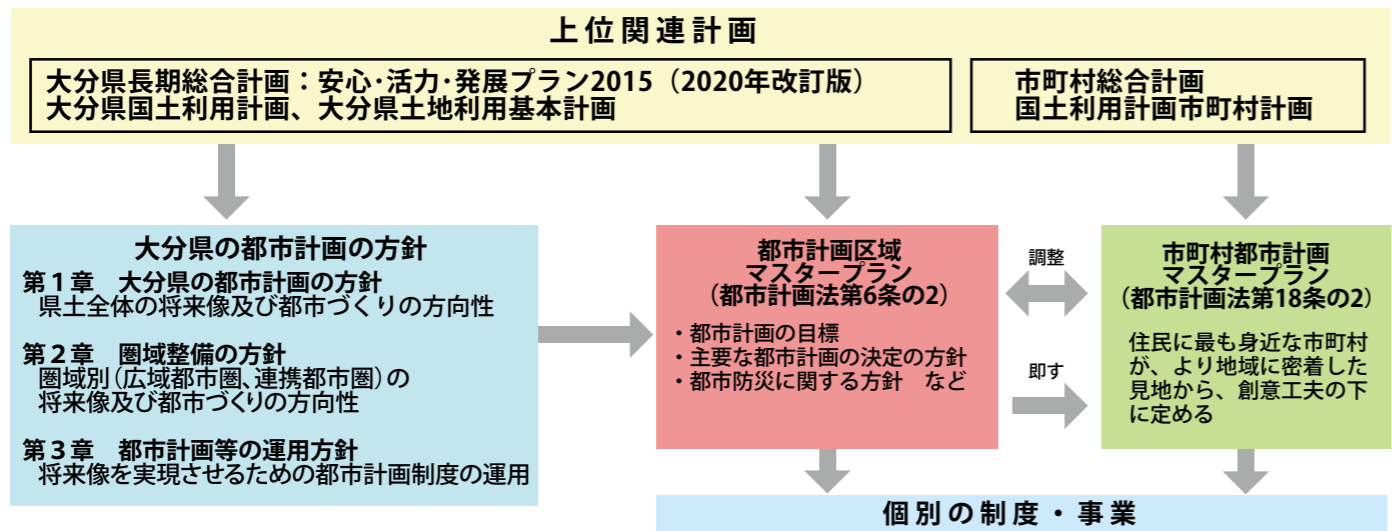 上位関連計画
大分県長期総合計画：安心・活力・発展プラン2015（2020年改訂版）
大分県国土利用計画、大分県土地利用基本計画
市町村総合計画
国土利用計画市町村計画
大分県の都市計画の方針
第１章　大分県の都市計画の方針
県土全体の将来像及び都市づくりの方向性
第２章　圏域整備の方針
圏域別（広域都市圏、連携都市圏）の
将来像及び都市づくりの方向性
第３章　都市計画等の運用方針
将来像を実現させるための都市計画制度の運用
都市計画区域
マスタープラン
（都市計画法第6条の2）
・都市計画の目標
・主要な都市計画の決定の方針
・都市防災に関する方針　など
調整
即す
市町村都市計画
マスタープラン
（都市計画法第18条の2）
住民に最も身近な市町村
が、より地域に密着した
見地から、創意工夫の下
に定める
個別の制度・事業